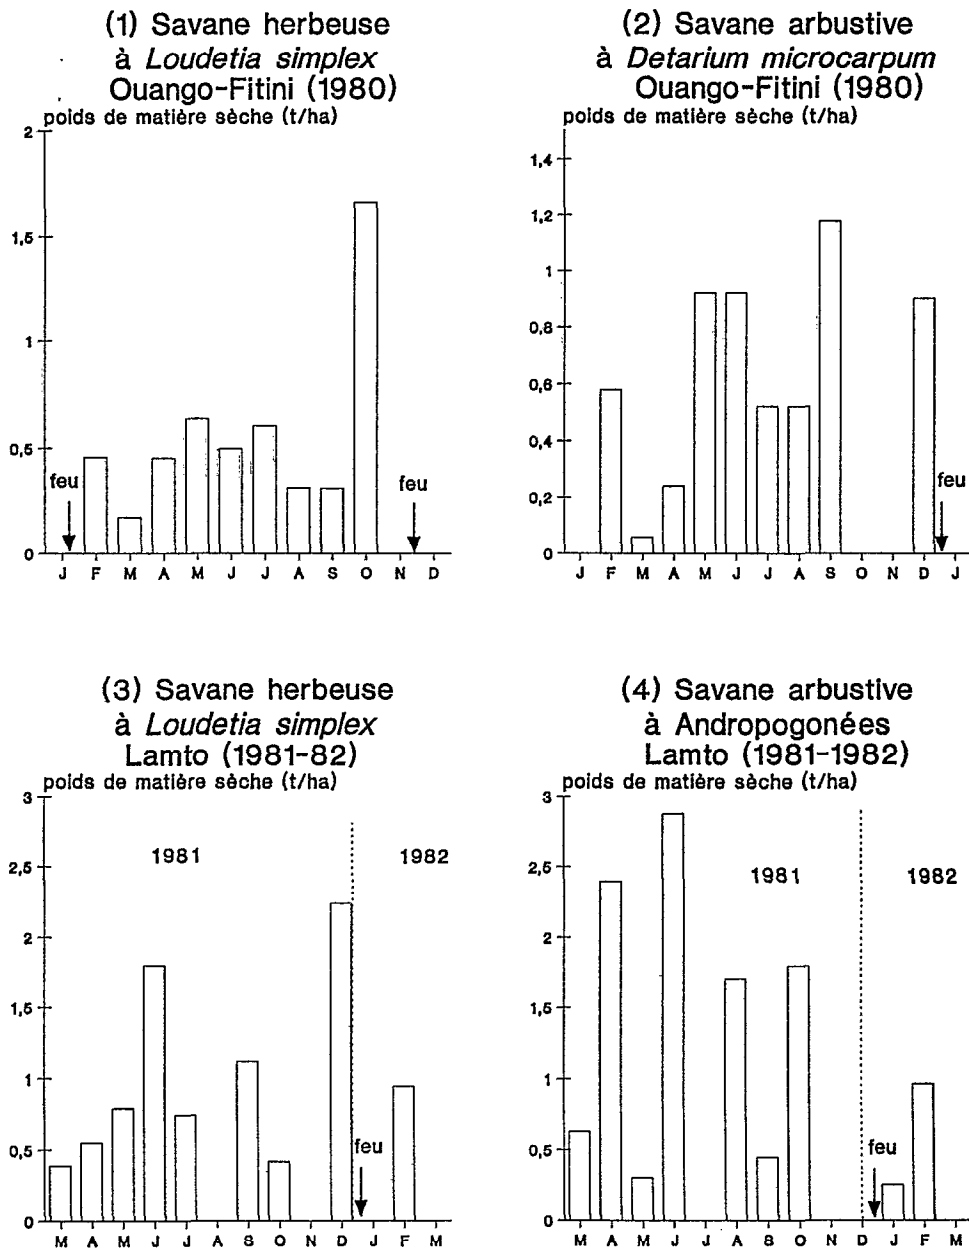 (1) Savane herbeuse
à Loudetia simplex
Ouango-Fitini (1980)
poids de matière sèche (t/ha)
2
1,5
1
0,5
0
feu
feu
J F M A M J J A S O N D
(2) Savane arbustive
à Detarium microcarpum
Ouango-Fitini (1980)
poids de matière sèche (t/ha)
1,4
1,2
1
0,8
0,6
0,4
0,2
0
feu
J F M A M J J A S O N D J
(3) Savane herbeuse
à Loudetia simplex
Lamto (1981-82)
poids de matière sèche (t/ha)
3
2,5
2
1,5
1
0,5
0
1981
1982
feu
M A M J J A S O N D J F M
(4) Savane arbustive
à Andropogonées
Lamto (1981-1982)
poids de matière sèche (t/ha)
3
2,5
2
1,5
1
0,5
0
1981
1982
feu
M A M J J A S O N D J F M